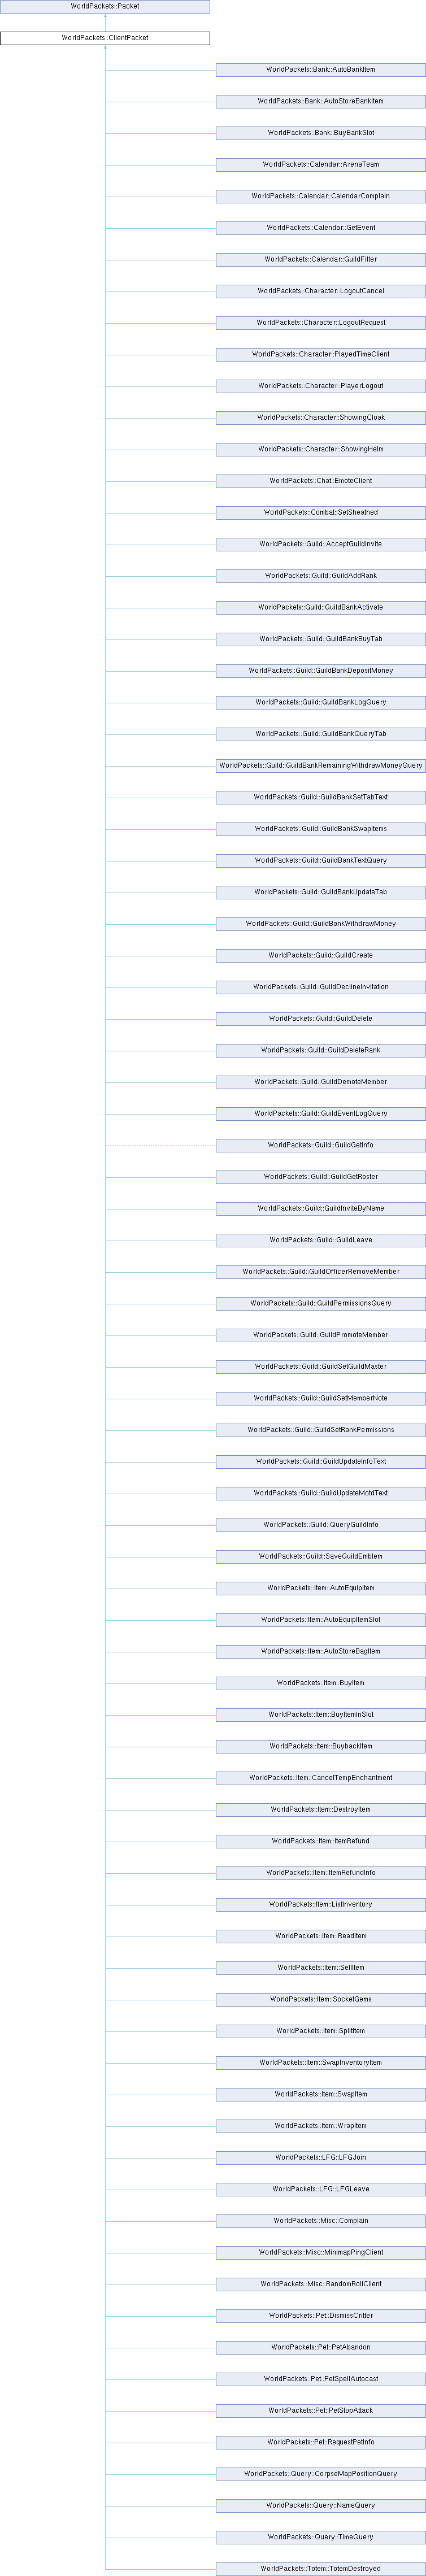 WorldPackets::Packet
WorldPackets::ClientPacket
WorldPackets::Bank::AutoBankItem
WorldPackets::Bank::AutoStoreBankItem
WorldPackets::Bank::BuyBankSlot
WorldPackets::Calendar::ArenaTeam
WorldPackets::Calendar::CalendarComplain
WorldPackets::Calendar::GetEvent
WorldPackets::Calendar::GuildFilter
WorldPackets::Character::LogoutCancel
WorldPackets::Character::LogoutRequest
WorldPackets::Character::PlayedTimeClient
WorldPackets::Character::PlayerLogout
WorldPackets::Character::ShowingCloak
WorldPackets::Character::ShowingHelm
WorldPackets::Chat::EmoteClient
WorldPackets::Combat::SetSheathed
WorldPackets::Guild::AcceptGuildInvite
WorldPackets::Guild::GuildAddRank
WorldPackets::Guild::GuildBankActivate
WorldPackets::Guild::GuildBankBuyTab
WorldPackets::Guild::GuildBankDepositMoney
WorldPackets::Guild::GuildBankLogQuery
WorldPackets::Guild::GuildBankQueryTab
WorldPackets::Guild::GuildBankRemainingWithdrawMoneyQuery
WorldPackets::Guild::GuildBankSetTabText
WorldPackets::Guild::GuildBankSwapItems
WorldPackets::Guild::GuildBankTextQuery
WorldPackets::Guild::GuildBankUpdateTab
WorldPackets::Guild::GuildBankWithdrawMoney
WorldPackets::Guild::GuildCreate
WorldPackets::Guild::GuildDeclineInvitation
WorldPackets::Guild::GuildDelete
WorldPackets::Guild::GuildDeleteRank
WorldPackets::Guild::GuildDemoteMember
WorldPackets::Guild::GuildEventLogQuery
WorldPackets::Guild::GuildGetInfo
WorldPackets::Guild::GuildGetRoster
WorldPackets::Guild::GuildInviteByName
WorldPackets::Guild::GuildLeave
WorldPackets::Guild::GuildOfficerRemoveMember
WorldPackets::Guild::GuildPermissionsQuery
WorldPackets::Guild::GuildPromoteMember
WorldPackets::Guild::GuildSetGuildMaster
WorldPackets::Guild::GuildSetMemberNote
WorldPackets::Guild::GuildSetRankPermissions
WorldPackets::Guild::GuildUpdateInfoText
WorldPackets::Guild::GuildUpdateMotdText
WorldPackets::Guild::QueryGuildInfo
WorldPackets::Guild::SaveGuildEmblem
WorldPackets::Item::AutoEquipItem
WorldPackets::Item::AutoEquipItemSlot
WorldPackets::Item::AutoStoreBagItem
WorldPackets::Item::BuyItem
WorldPackets::Item::BuyItemInSlot
WorldPackets::Item::BuybackItem
WorldPackets::Item::CancelTempEnchantment
WorldPackets::Item::DestroyItem
WorldPackets::Item::ItemRefund
WorldPackets::Item::ItemRefundInfo
WorldPackets::Item::ListInventory
WorldPackets::Item::ReadItem
WorldPackets::Item::SellItem
WorldPackets::Item::SocketGems
WorldPackets::Item::SplitItem
WorldPackets::Item::SwapInventoryItem
WorldPackets::Item::SwapItem
WorldPackets::Item::WrapItem
WorldPackets::LFG::LFGJoin
WorldPackets::LFG::LFGLeave
WorldPackets::Misc::Complain
WorldPackets::Misc::MinimapPingClient
WorldPackets::Misc::RandomRollClient
WorldPackets::Pet::DismissCritter
WorldPackets::Pet::PetAbandon
WorldPackets::Pet::PetSpellAutocast
WorldPackets::Pet::PetStopAttack
WorldPackets::Pet::RequestPetInfo
WorldPackets::Query::CorpseMapPositionQuery
WorldPackets::Query::NameQuery
WorldPackets::Query::TimeQuery
WorldPackets::Totem::TotemDestroyed